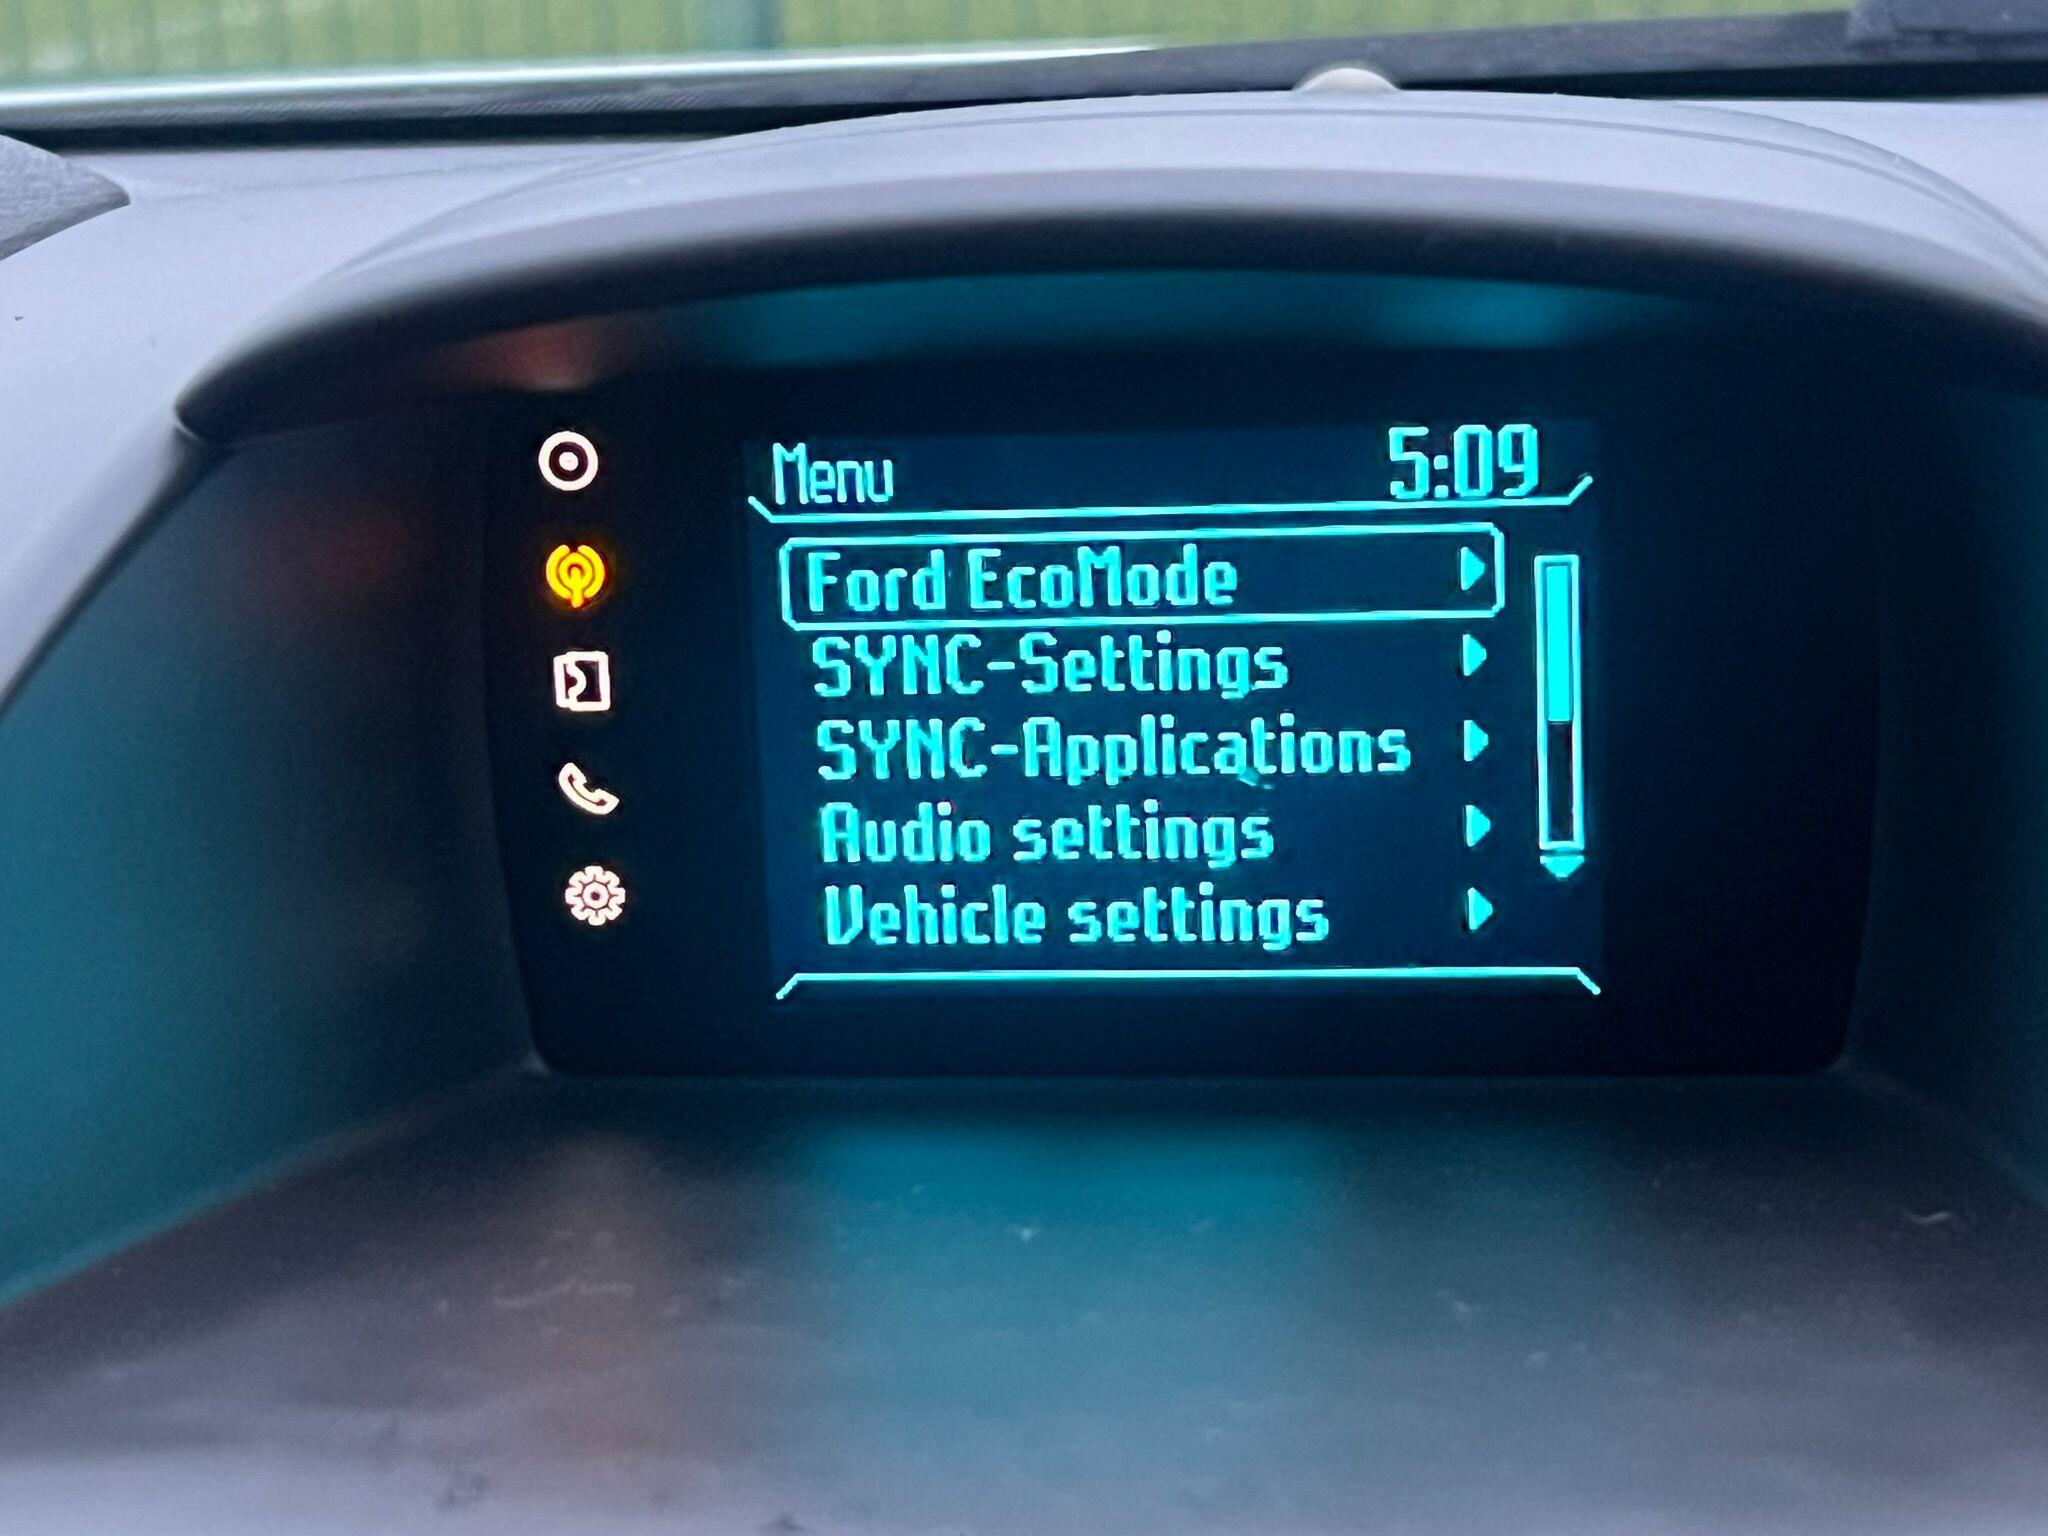 Menu 5:09
Ford EcoMode
SYNC-Settings
SYNC-Applications
Audio settings
Vehicle settings